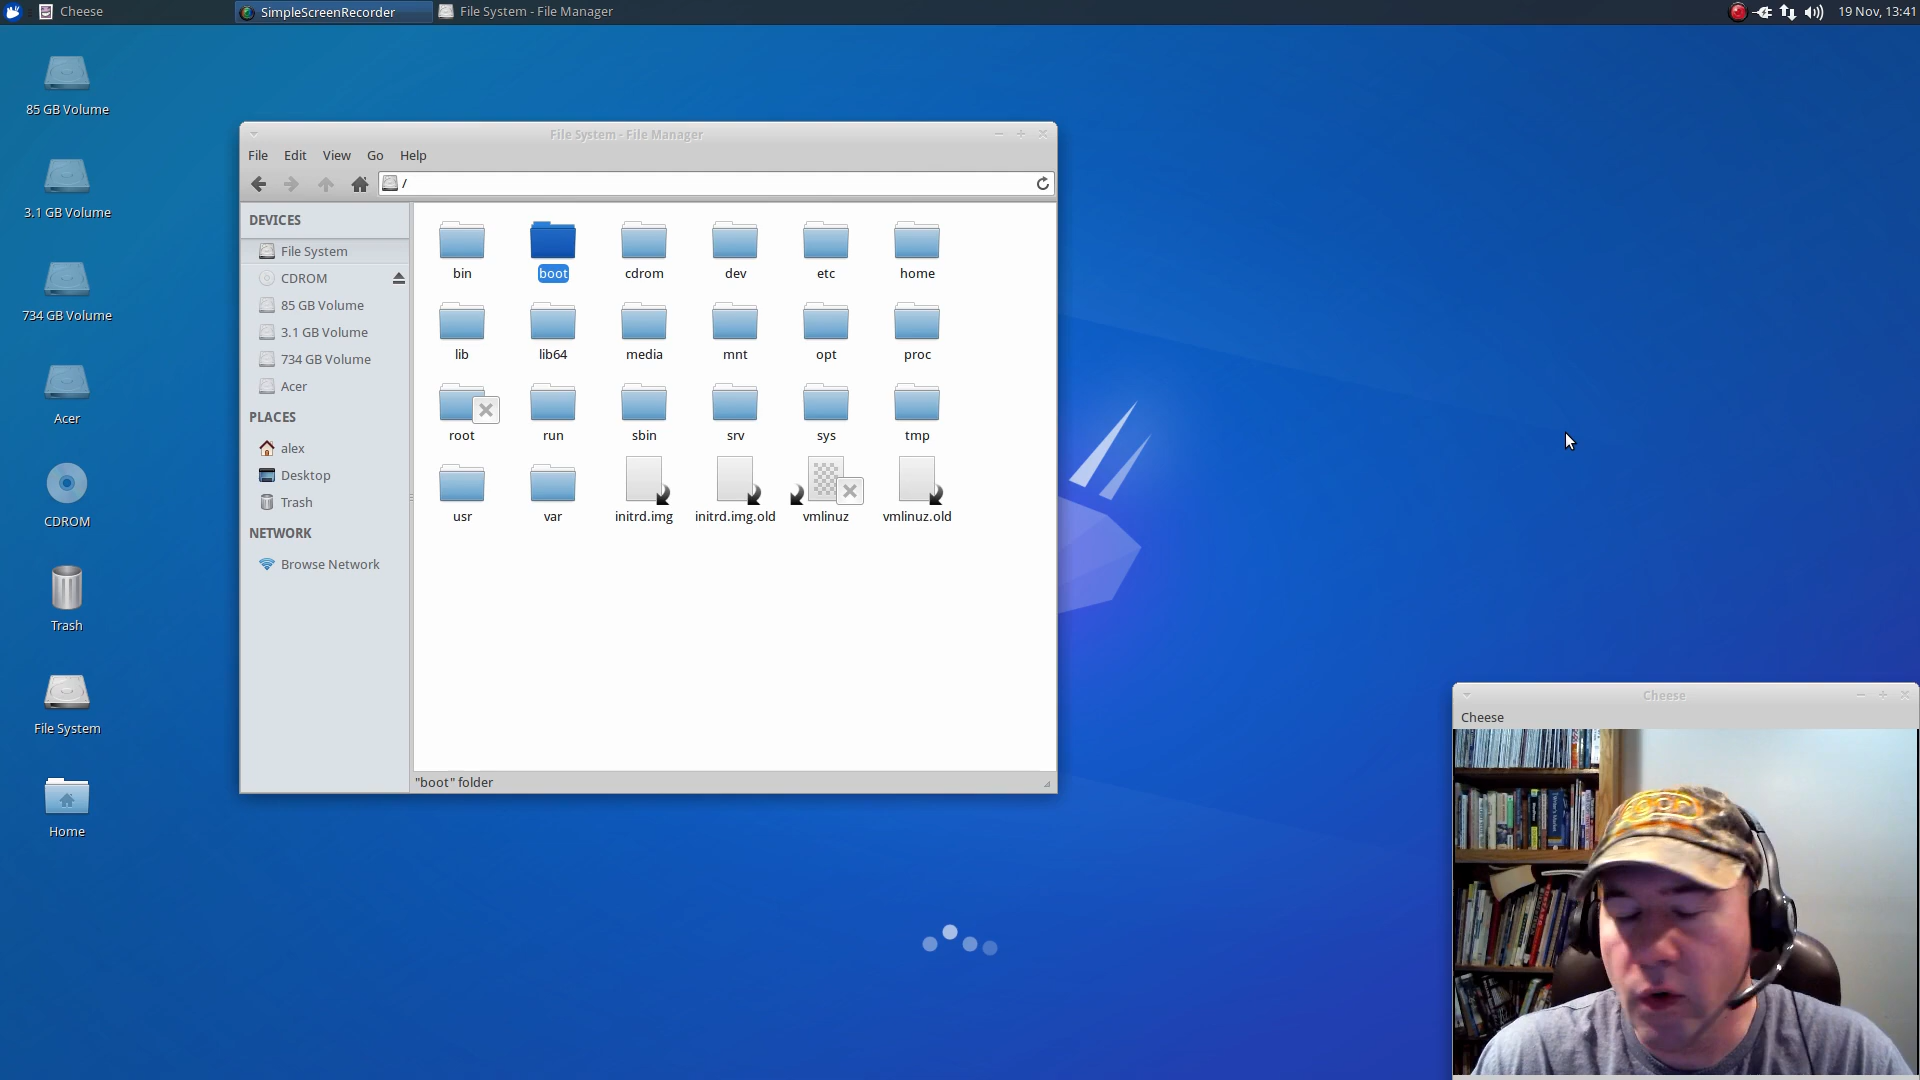 Cheese
SimpleScreenRecorder
File System - File Manager
19 Nov, 13:41
85 GB Volume
3.1 GB Volume
734 GB Volume
Acer
CDROM
Trash
File System
Home
File System - File Manager
File Edit View Go Help
/
DEVICES
File System
CDROM
85 GB Volume
3.1 GB Volume
734 GB Volume
Acer
PLACES
alex
Desktop
Trash
NETWORK
Browse Network
bin boot cdrom dev etc home
lib lib64 media mnt opt proc
root run sbin srv sys tmp
usr var initrd.img initrd.img.old vmlinuz vmlinuz.old
"boot" folder
Cheese
Cheese